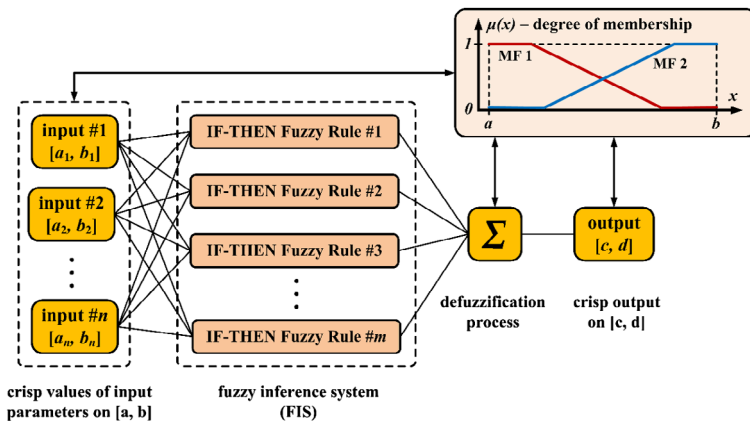 μ(x) – degree of membership
1
MF 1
MF 2
x
0
a
b
input #1
[a₁, b₁]
input #2
[a₂, b₂]
⋮
input #n
[aₙ, bₙ]
IF-THEN Fuzzy Rule #1
IF-THEN Fuzzy Rule #2
IF-THEN Fuzzy Rule #3
⋮
IF-THEN Fuzzy Rule #m
Σ
output
[c, d]
defuzzification
process
crisp output
on [c, d]
crisp values of input
parameters on [a, b]
fuzzy inference system
(FIS)